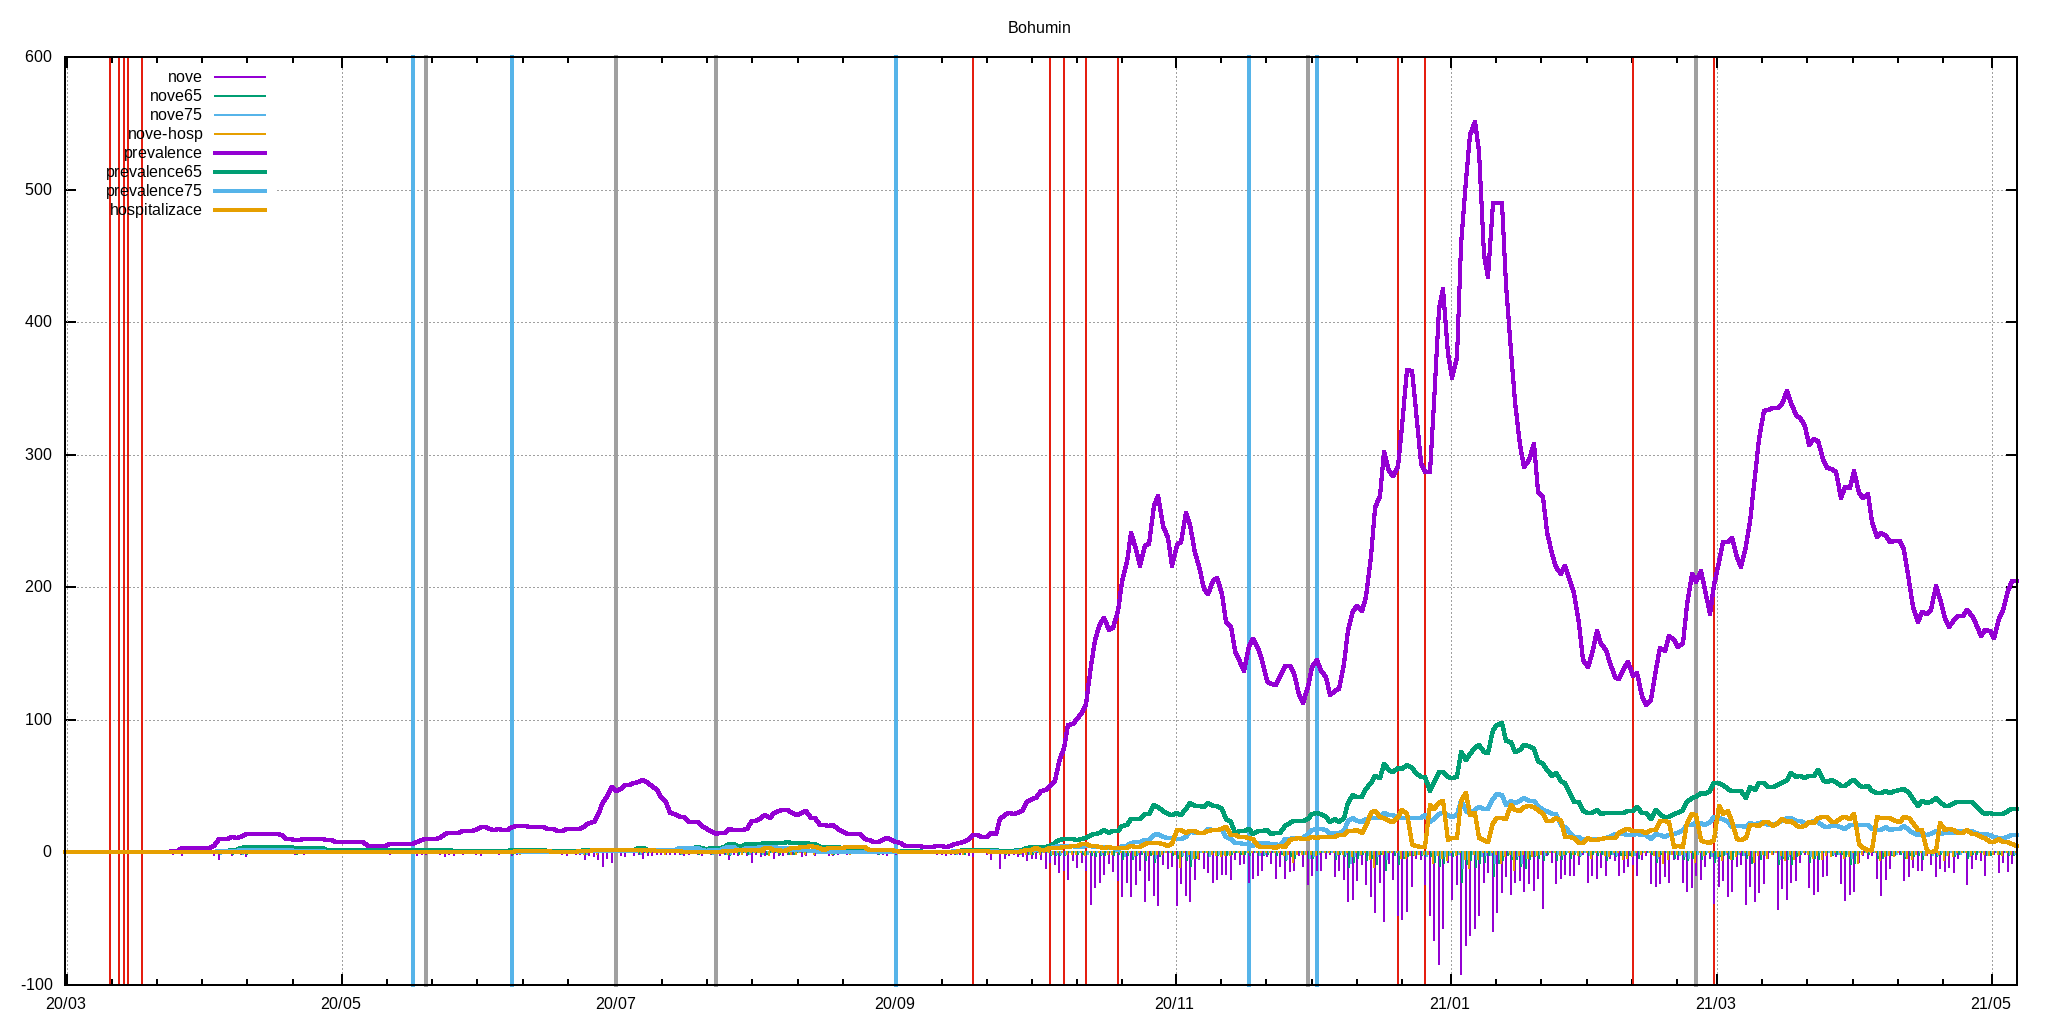 Bohumin
600
500
400
300
200
100
0
-100
nove
nove65
nove75
nove-hosp
prevalence
prevalence65
prevalence75
hospitalizace
20/03 20/05 20/07 20/09 20/11 21/01 21/03 21/05